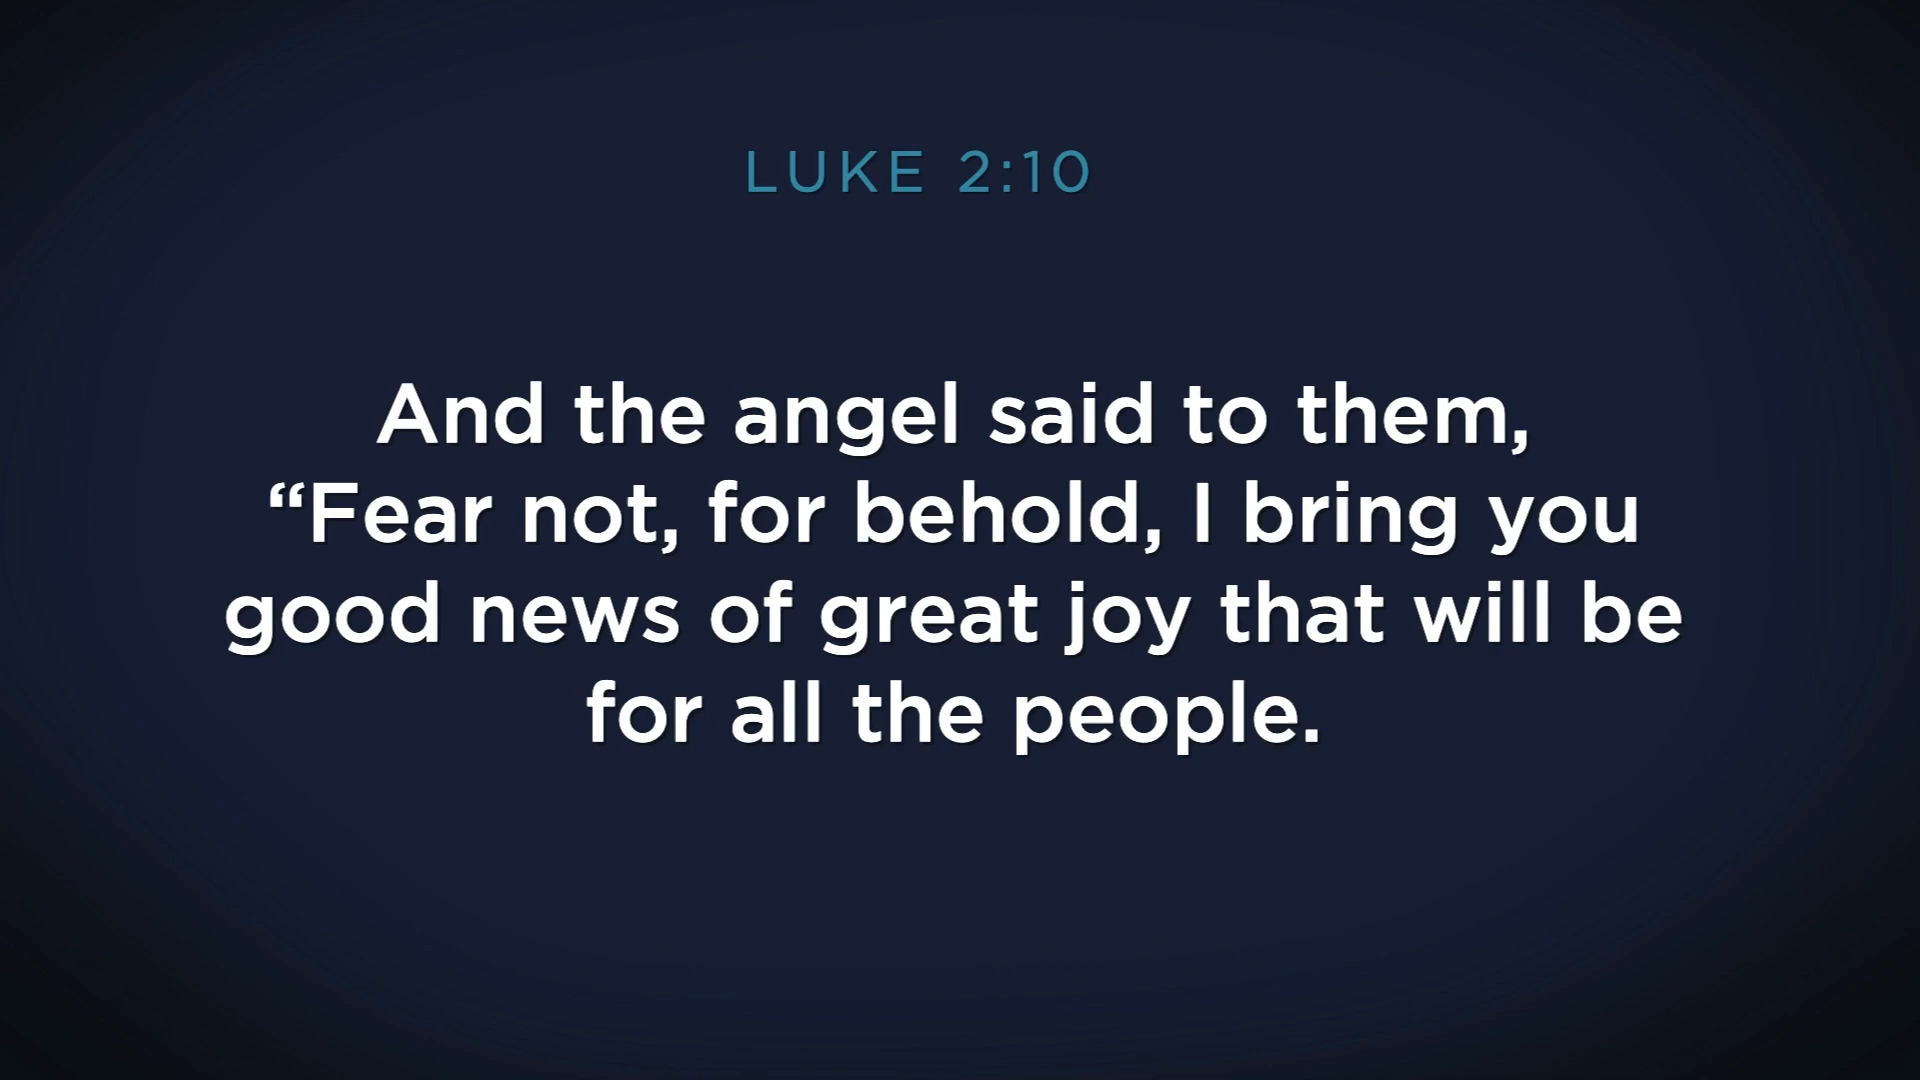 LUKE 2:10
And the angel said to them,
“Fear not, for behold, I bring you
good news of great joy that will be
for all the people.